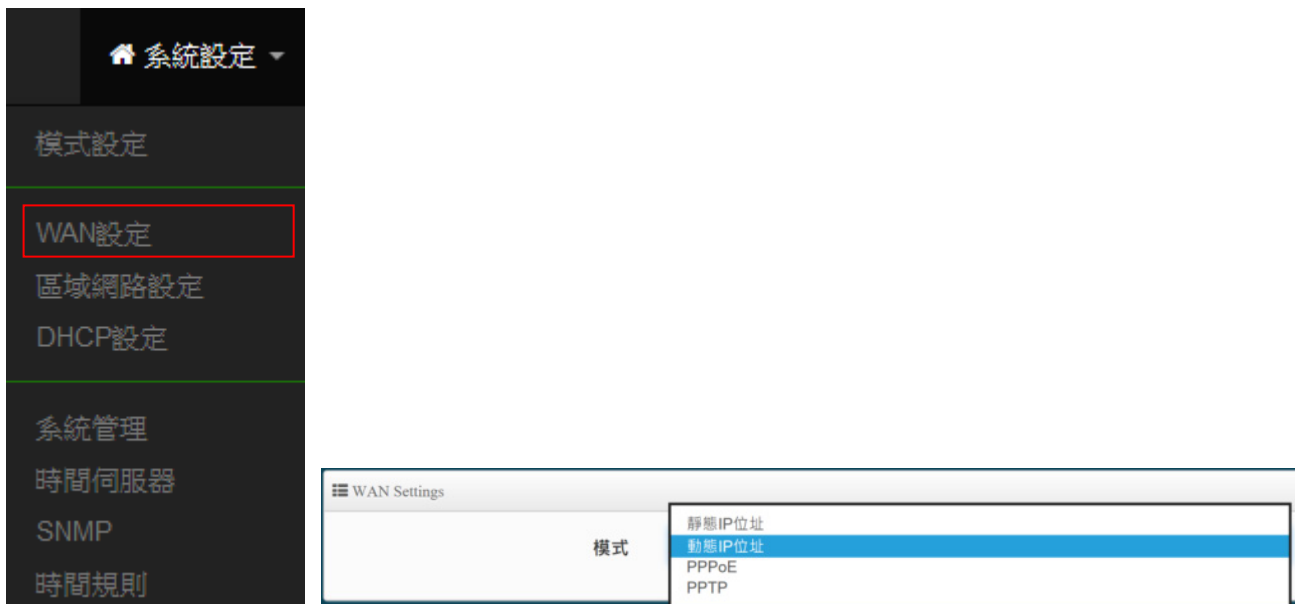 系統設定
模式設定
WAN設定
區域網路設定
DHCP設定
系統管理
時間伺服器
SNMP
時間規則
WAN Settings
模式
靜態IP位址
動態IP位址
PPPoE
PPTP